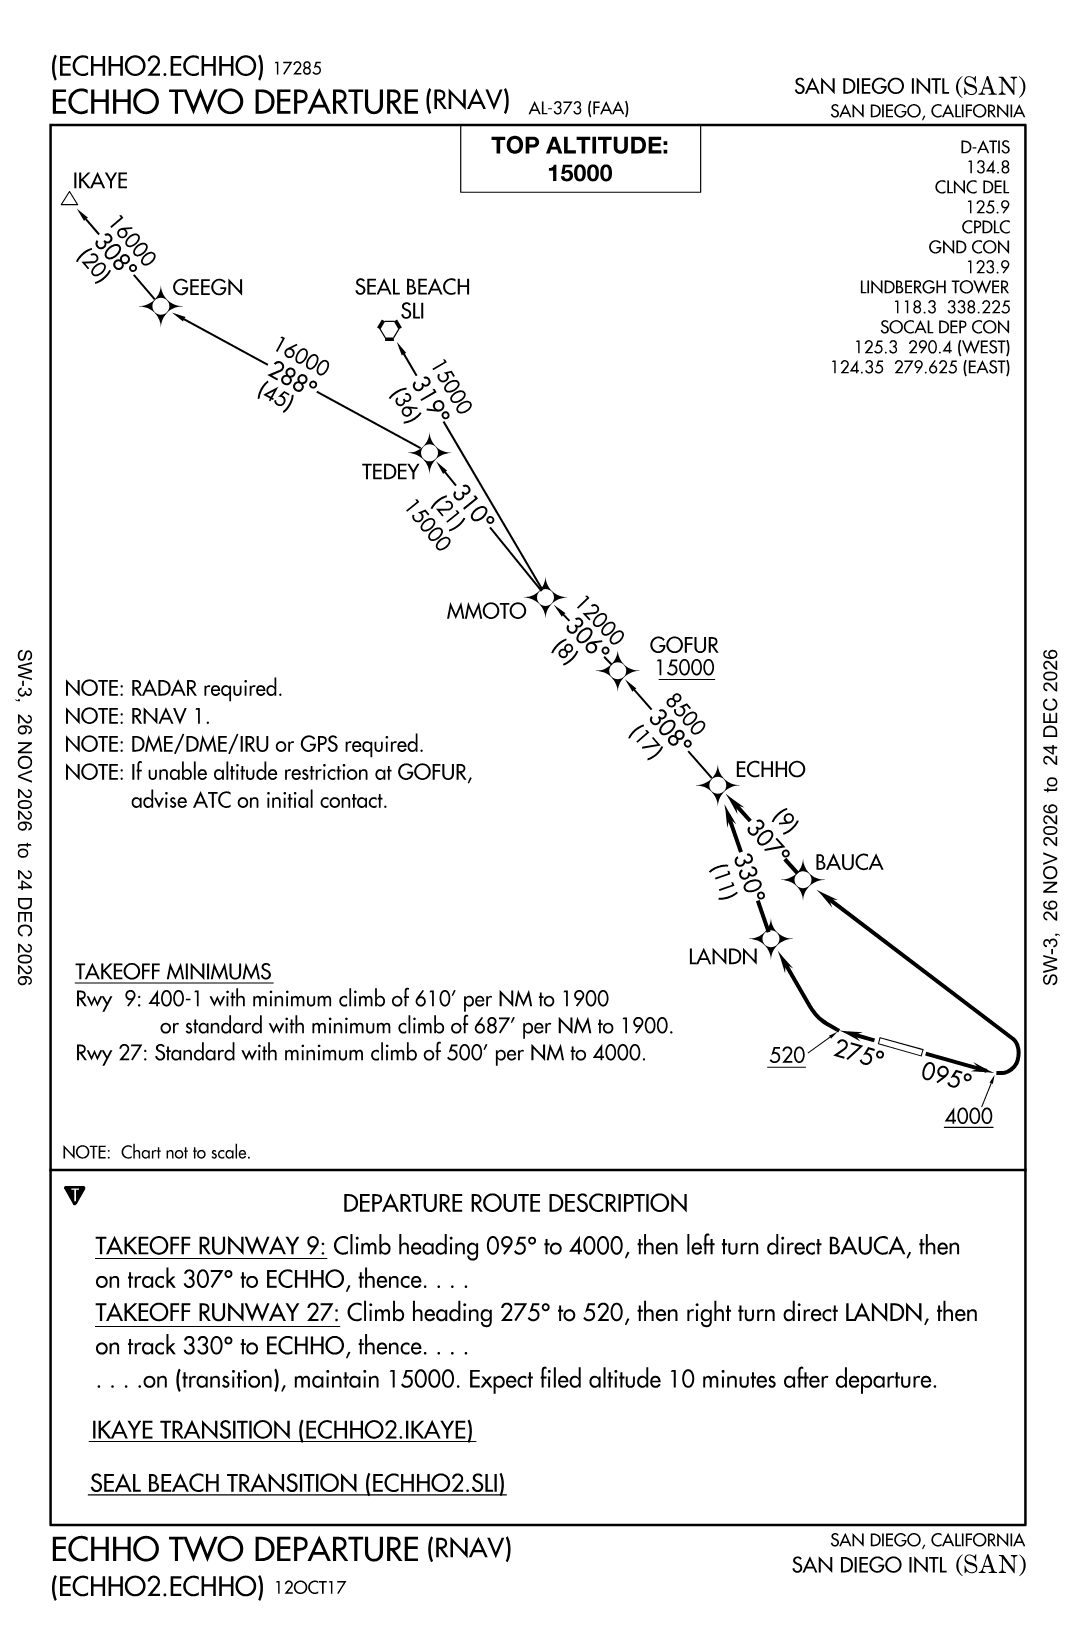 (ECHHO2.ECHHO) 17285
ECHHO TWO DEPARTURE (RNAV) AL-373 (FAA)
SAN DIEGO INTL (SAN)
SAN DIEGO, CALIFORNIA
TOP ALTITUDE:
15000
D-ATIS
134.8
CLNC DEL
125.9
CPDLC
GND CON
123.9
LINDBERGH TOWER
118.3 338.225
SOCAL DEP CON
125.3 290.4 (WEST)
124.35 279.625 (EAST)
IKAYE
16000
308°
(20)
GEEGN
SEAL BEACH
SLI
16000
288°
(45)
15000
319°
(36)
TEDEY
310°
(21)
15000
MMOTO
12000
306°
(8)
GOFUR
15000
8500
308°
(17)
ECHHO
(9)
307°
BAUCA
330°
(11)
LANDN
520
275°
095°
4000
NOTE: RADAR required.
NOTE: RNAV 1.
NOTE: DME/DME/IRU or GPS required.
NOTE: If unable altitude restriction at GOFUR,
advise ATC on initial contact.
TAKEOFF MINIMUMS
Rwy 9: 400-1 with minimum climb of 610’ per NM to 1900
or standard with minimum climb of 687’ per NM to 1900.
Rwy 27: Standard with minimum climb of 500’ per NM to 4000.
NOTE: Chart not to scale.
SW-3, 26 NOV 2026 to 24 DEC 2026
SW-3, 26 NOV 2026 to 24 DEC 2026
T
DEPARTURE ROUTE DESCRIPTION
TAKEOFF RUNWAY 9: Climb heading 095° to 4000, then left turn direct BAUCA, then
on track 307° to ECHHO, thence. . . .
TAKEOFF RUNWAY 27: Climb heading 275° to 520, then right turn direct LANDN, then
on track 330° to ECHHO, thence. . . .
. . . .on (transition), maintain 15000. Expect filed altitude 10 minutes after departure.
IKAYE TRANSITION (ECHHO2.IKAYE)
SEAL BEACH TRANSITION (ECHHO2.SLI)
ECHHO TWO DEPARTURE (RNAV)
(ECHHO2.ECHHO) 12OCT17
SAN DIEGO, CALIFORNIA
SAN DIEGO INTL (SAN)